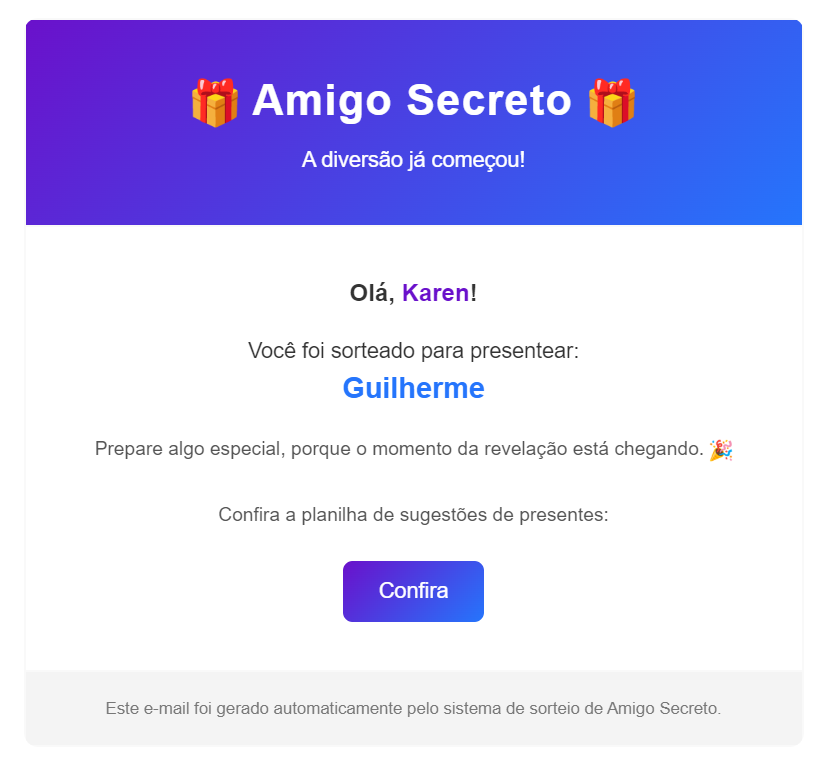 🎁 Amigo Secreto 🎁
A diversão já começou!
Olá, Karen!
Você foi sorteado para presentear:
Guilherme
Prepare algo especial, porque o momento da revelação está chegando. 🎉
Confira a planilha de sugestões de presentes:
Confira
Este e-mail foi gerado automaticamente pelo sistema de sorteio de Amigo Secreto.